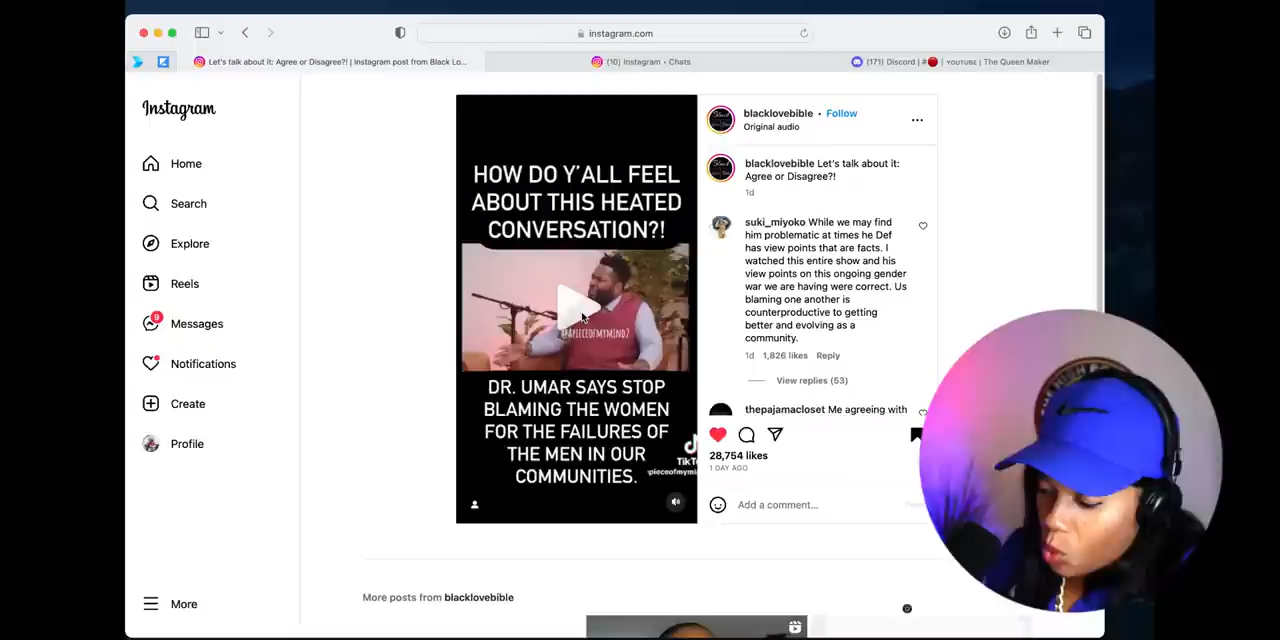 instagram.com
Let's talk about it: Agree or Disagree?! | Instagram post from Black Lo...
(10) Instagram • Chats
(171) Discord | #🔴 | YOUTUBE | The Queen Maker
Instagram
Home
Search
Explore
Reels
9
Messages
Notifications
Create
Profile
More
HOW DO Y'ALL FEEL
ABOUT THIS HEATED
CONVERSATION?!
@APIECEOFMYMIND7
DR. UMAR SAYS STOP
BLAMING THE WOMEN
FOR THE FAILURES OF
THE MEN IN OUR
COMMUNITIES.
TikT
pieceofmymi
blacklovebible • Follow
Original audio
blacklovebible Let's talk about it:
Agree or Disagree?!
1d
suki_miyoko While we may find
him problematic at times he Def
has view points that are facts. I
watched this entire show and his
view points on this ongoing gender
war we are having were correct. Us
blaming one another is
counterproductive to getting
better and evolving as a
community.
1d 1,826 likes Reply
View replies (53)
thepajamacloset Me agreeing with
28,754 likes
1 DAY AGO
Add a comment...
More posts from blacklovebible